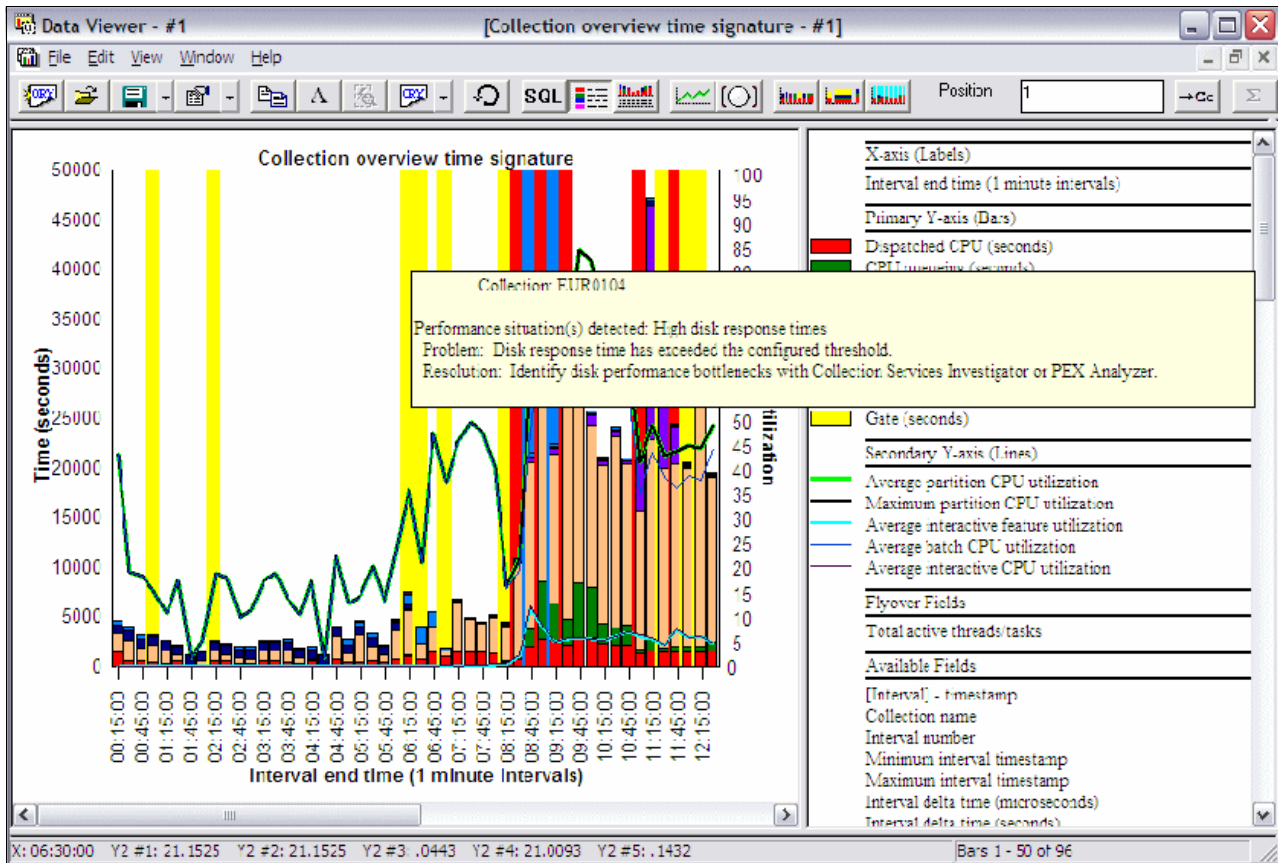 Data Viewer - #1 [Collection overview time signature - #1]
File Edit View Window Help
SQL Position 1
Collection overview time signature
50000
45000
40000
35000
30000
25000
20000
15000
10000
5000
0
Time (seconds)
100
95
90
85
80
50
45
40
35
30
25
20
15
10
5
0
utilization
00:15:00
00:45:00
01:15:00
01:45:00
02:15:00
02:45:00
03:15:00
03:45:00
04:15:00
04:45:00
05:15:00
05:45:00
06:15:00
06:45:00
07:15:00
07:45:00
08:15:00
08:45:00
09:15:00
09:45:00
10:15:00
10:45:00
11:15:00
11:45:00
12:15:00
Interval end time (1 minute intervals)
Collection: EUR0104
Performance situation(s) detected: High disk response times
Problem: Disk response time has exceeded the configured threshold.
Resolution: Identify disk performance bottlenecks with Collection Services Investigator or PEX Analyzer.
X-axis (Labels)
Interval end time (1 minute intervals)
Primary Y-axis (Bars)
Dispatched CPU (seconds)
CPU queueing (seconds)
Gate (seconds)
Secondary Y-axis (Lines)
Average partition CPU utilization
Maximum partition CPU utilization
Average interactive feature utilization
Average batch CPU utilization
Average interactive CPU utilization
Flyover Fields
Total active threads/tasks
Available Fields
[Interval] - timestamp
Collection name
Interval number
Minimum interval timestamp
Maximum interval timestamp
Interval delta time (microseconds)
Interval delta time (seconds)
X: 06:30:00 Y2 #1: 21.1525 Y2 #2: 21.1525 Y2 #3: .0443 Y2 #4: 21.0093 Y2 #5: .1432 Bars 1 - 50 of 96